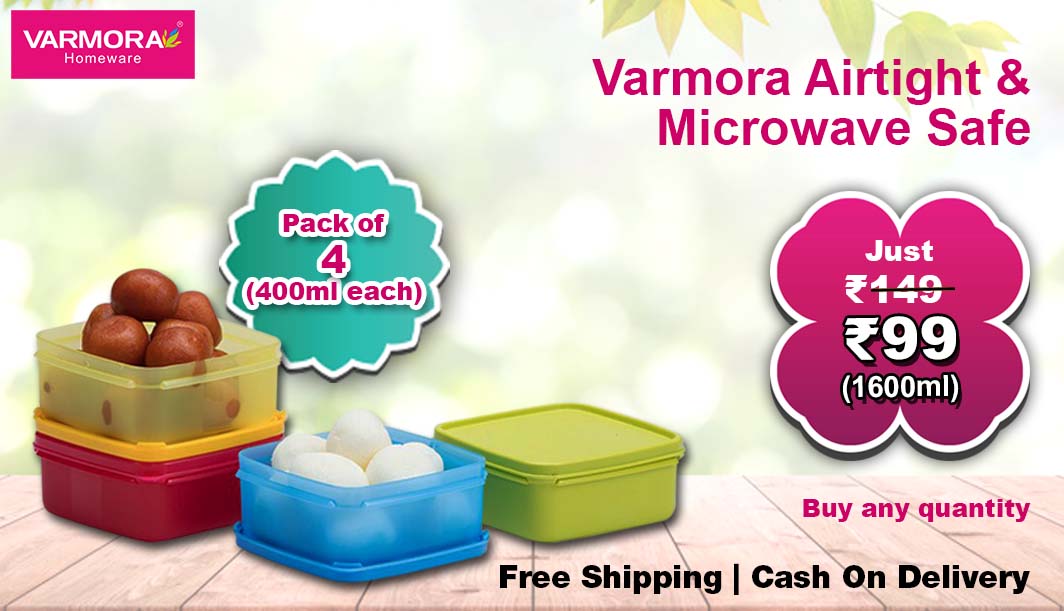 VARMORA®
Homeware
Varmora Airtight &
Microwave Safe
Pack of
4
(400ml each)
Just
₹149
₹99
(1600ml)
Buy any quantity
Free Shipping | Cash On Delivery